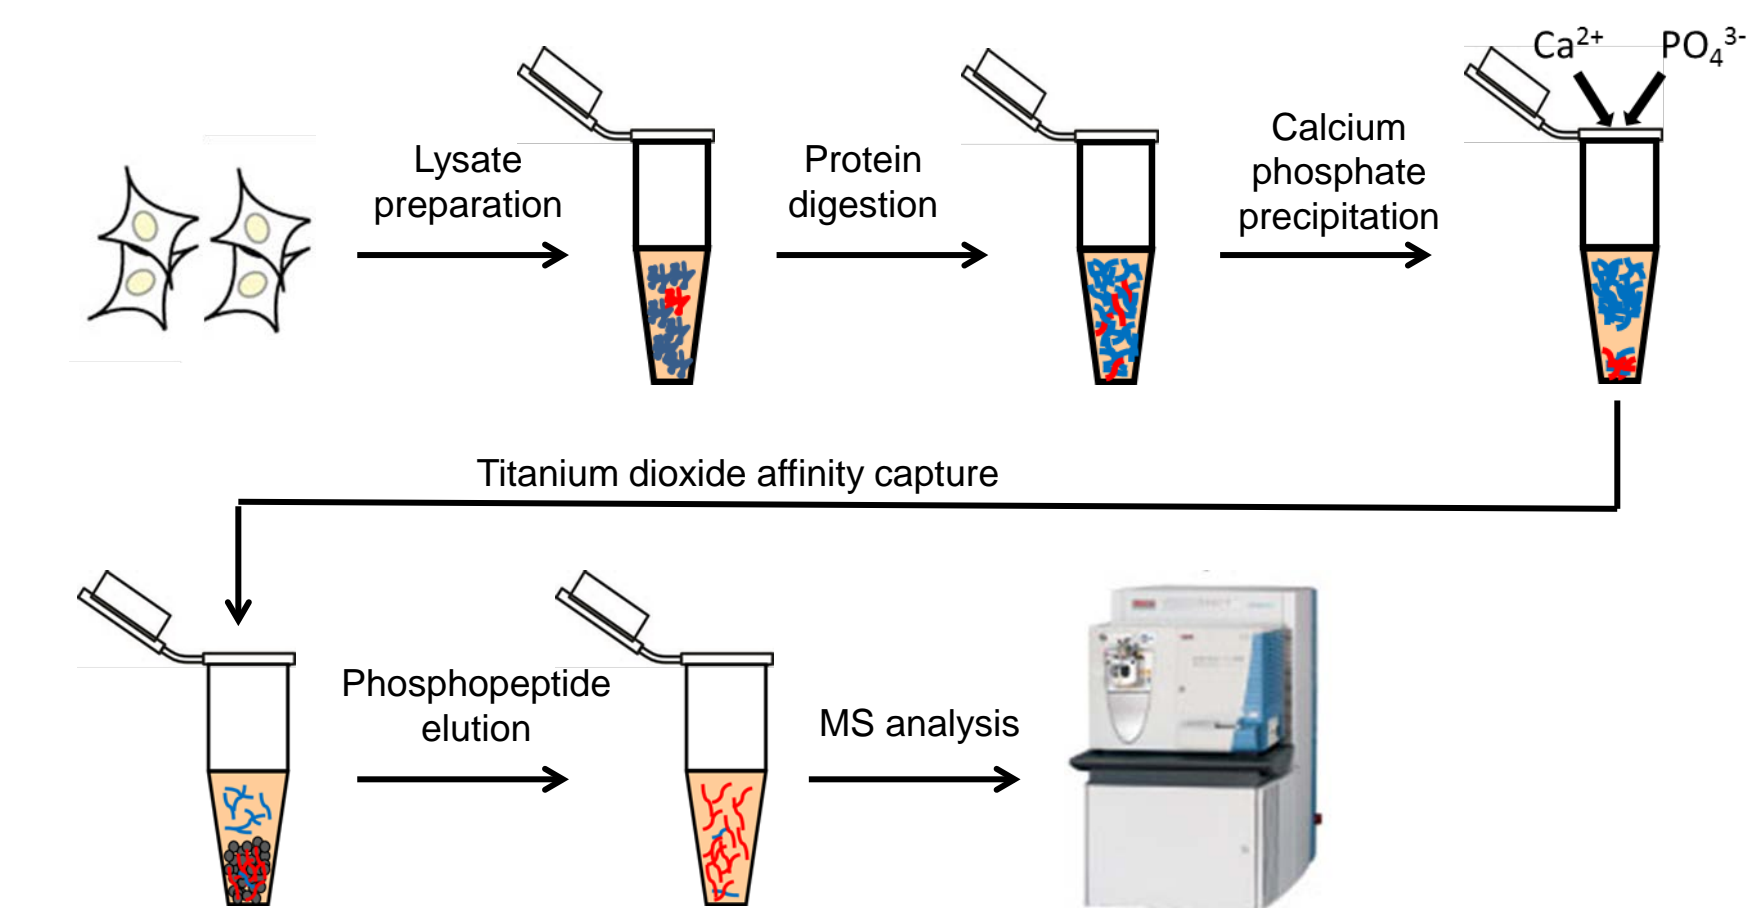 Ca²⁺ PO₄³⁻
Lysate
preparation
Protein
digestion
Calcium
phosphate
precipitation
Titanium dioxide affinity capture
Phosphopeptide
elution
MS analysis